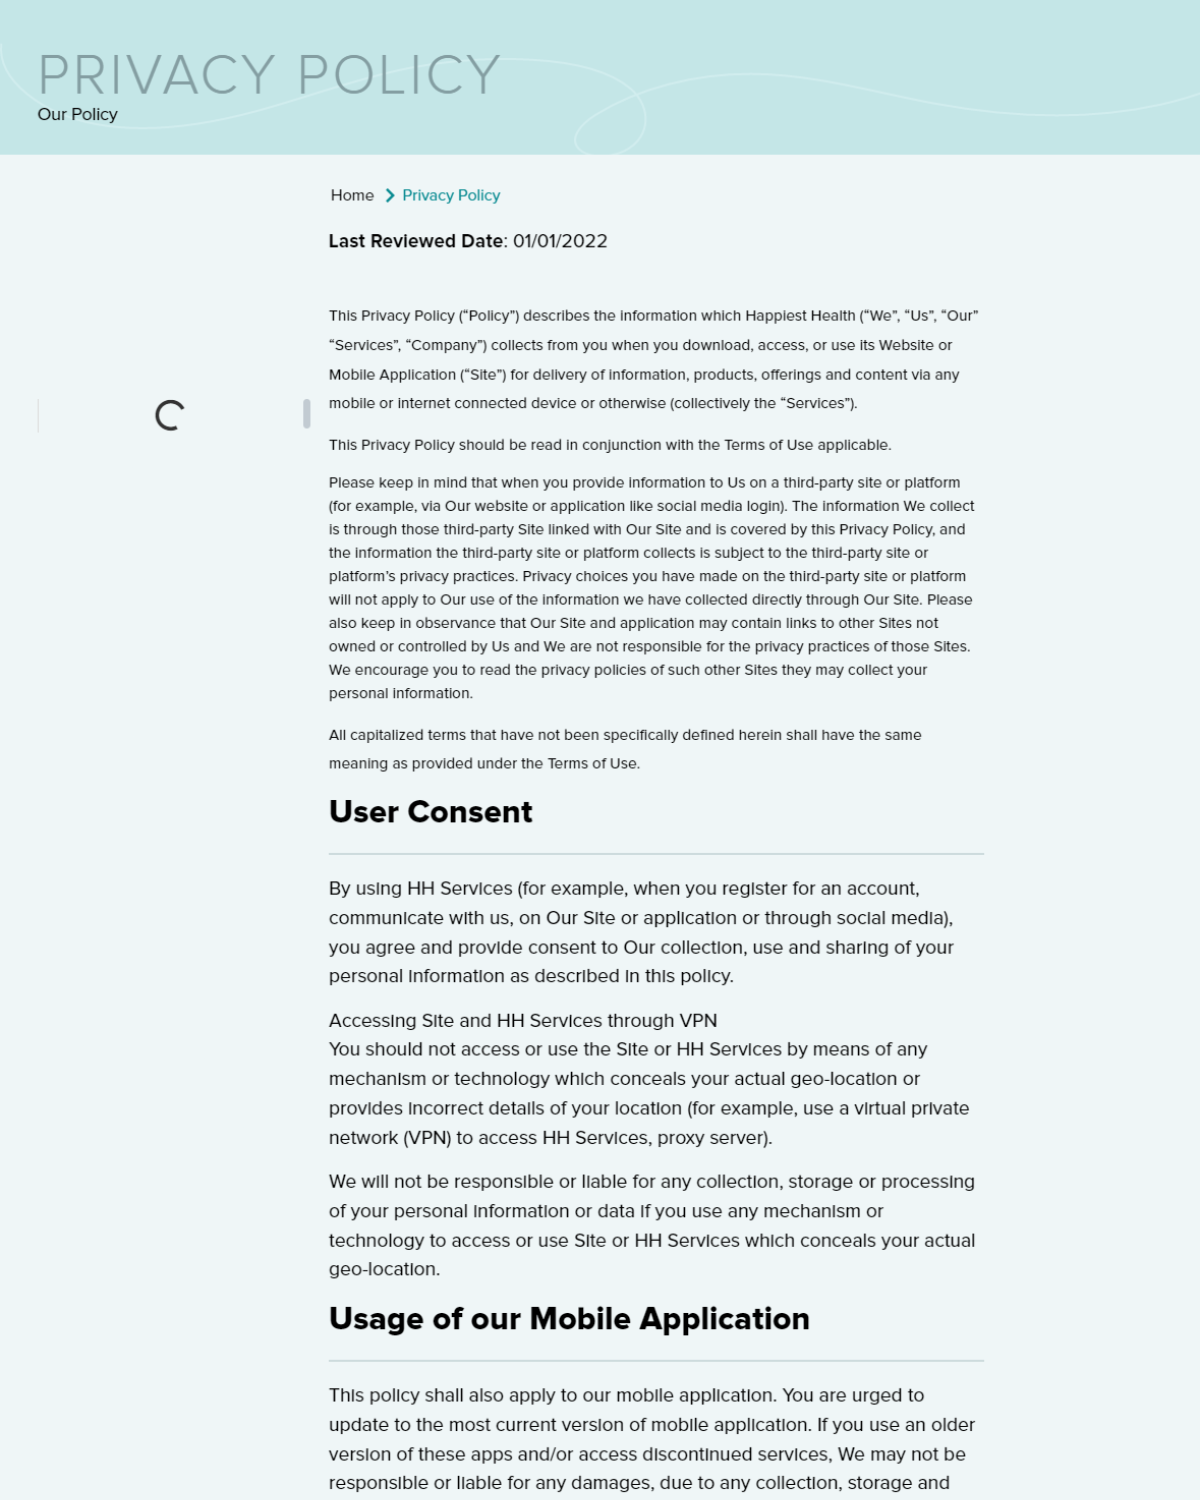 PRIVACY POLICY
Our Policy
Home
Privacy Policy
Last Reviewed Date: 01/01/2022
This Privacy Policy (“Policy”) describes the information which Happiest Health (“We”, “Us”, “Our”
“Services”, “Company”) collects from you when you download, access, or use its Website or
Mobile Application (“Site”) for delivery of information, products, offerings and content via any
mobile or internet connected device or otherwise (collectively the “Services”).
This Privacy Policy should be read in conjunction with the Terms of Use applicable.
Please keep in mind that when you provide information to Us on a third-party site or platform
(for example, via Our website or application like social media login). The information We collect
is through those third-party Site linked with Our Site and is covered by this Privacy Policy, and
the information the third-party site or platform collects is subject to the third-party site or
platform’s privacy practices. Privacy choices you have made on the third-party site or platform
will not apply to Our use of the information we have collected directly through Our Site. Please
also keep in observance that Our Site and application may contain links to other Sites not
owned or controlled by Us and We are not responsible for the privacy practices of those Sites.
We encourage you to read the privacy policies of such other Sites they may collect your
personal information.
All capitalized terms that have not been specifically defined herein shall have the same
meaning as provided under the Terms of Use.
User Consent
By using HH Services (for example, when you register for an account,
communicate with us, on Our Site or application or through social media),
you agree and provide consent to Our collection, use and sharing of your
personal information as described in this policy.
Accessing Site and HH Services through VPN
You should not access or use the Site or HH Services by means of any
mechanism or technology which conceals your actual geo-location or
provides incorrect details of your location (for example, use a virtual private
network (VPN) to access HH Services, proxy server).
We will not be responsible or liable for any collection, storage or processing
of your personal information or data if you use any mechanism or
technology to access or use Site or HH Services which conceals your actual
geo-location.
Usage of our Mobile Application
This policy shall also apply to our mobile application. You are urged to
update to the most current version of mobile application. If you use an older
version of these apps and/or access discontinued services, We may not be
responsible or liable for any damages, due to any collection, storage and